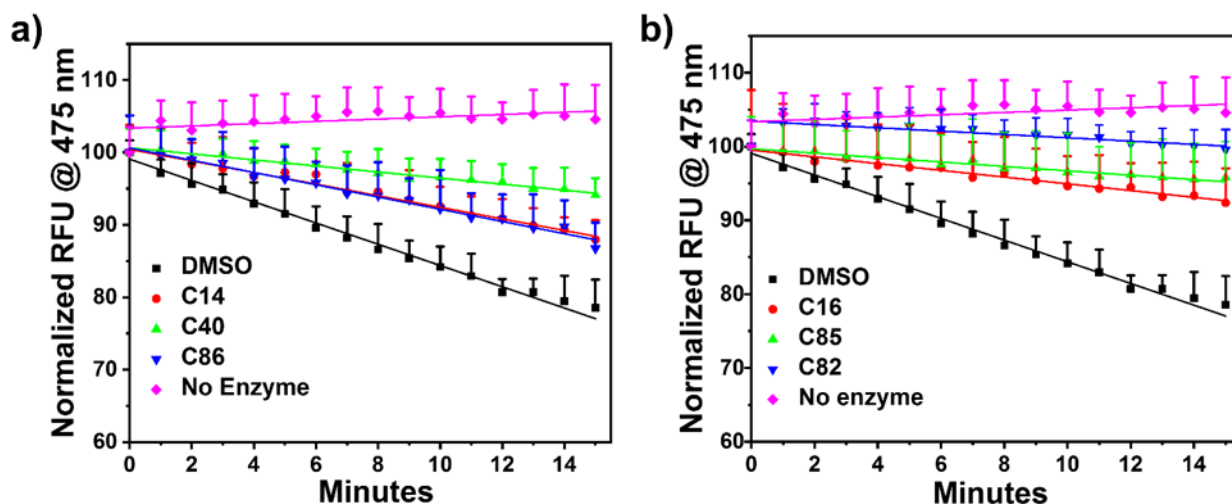 a)
Normalized RFU @ 475 nm
110
100
90
80
70
60
DMSO
C14
C40
C86
No Enzyme
0 2 4 6 8 10 12 14
Minutes
b)
Normalized RFU @ 475 nm
110
100
90
80
70
60
DMSO
C16
C85
C82
No enzyme
0 2 4 6 8 10 12 14
Minutes